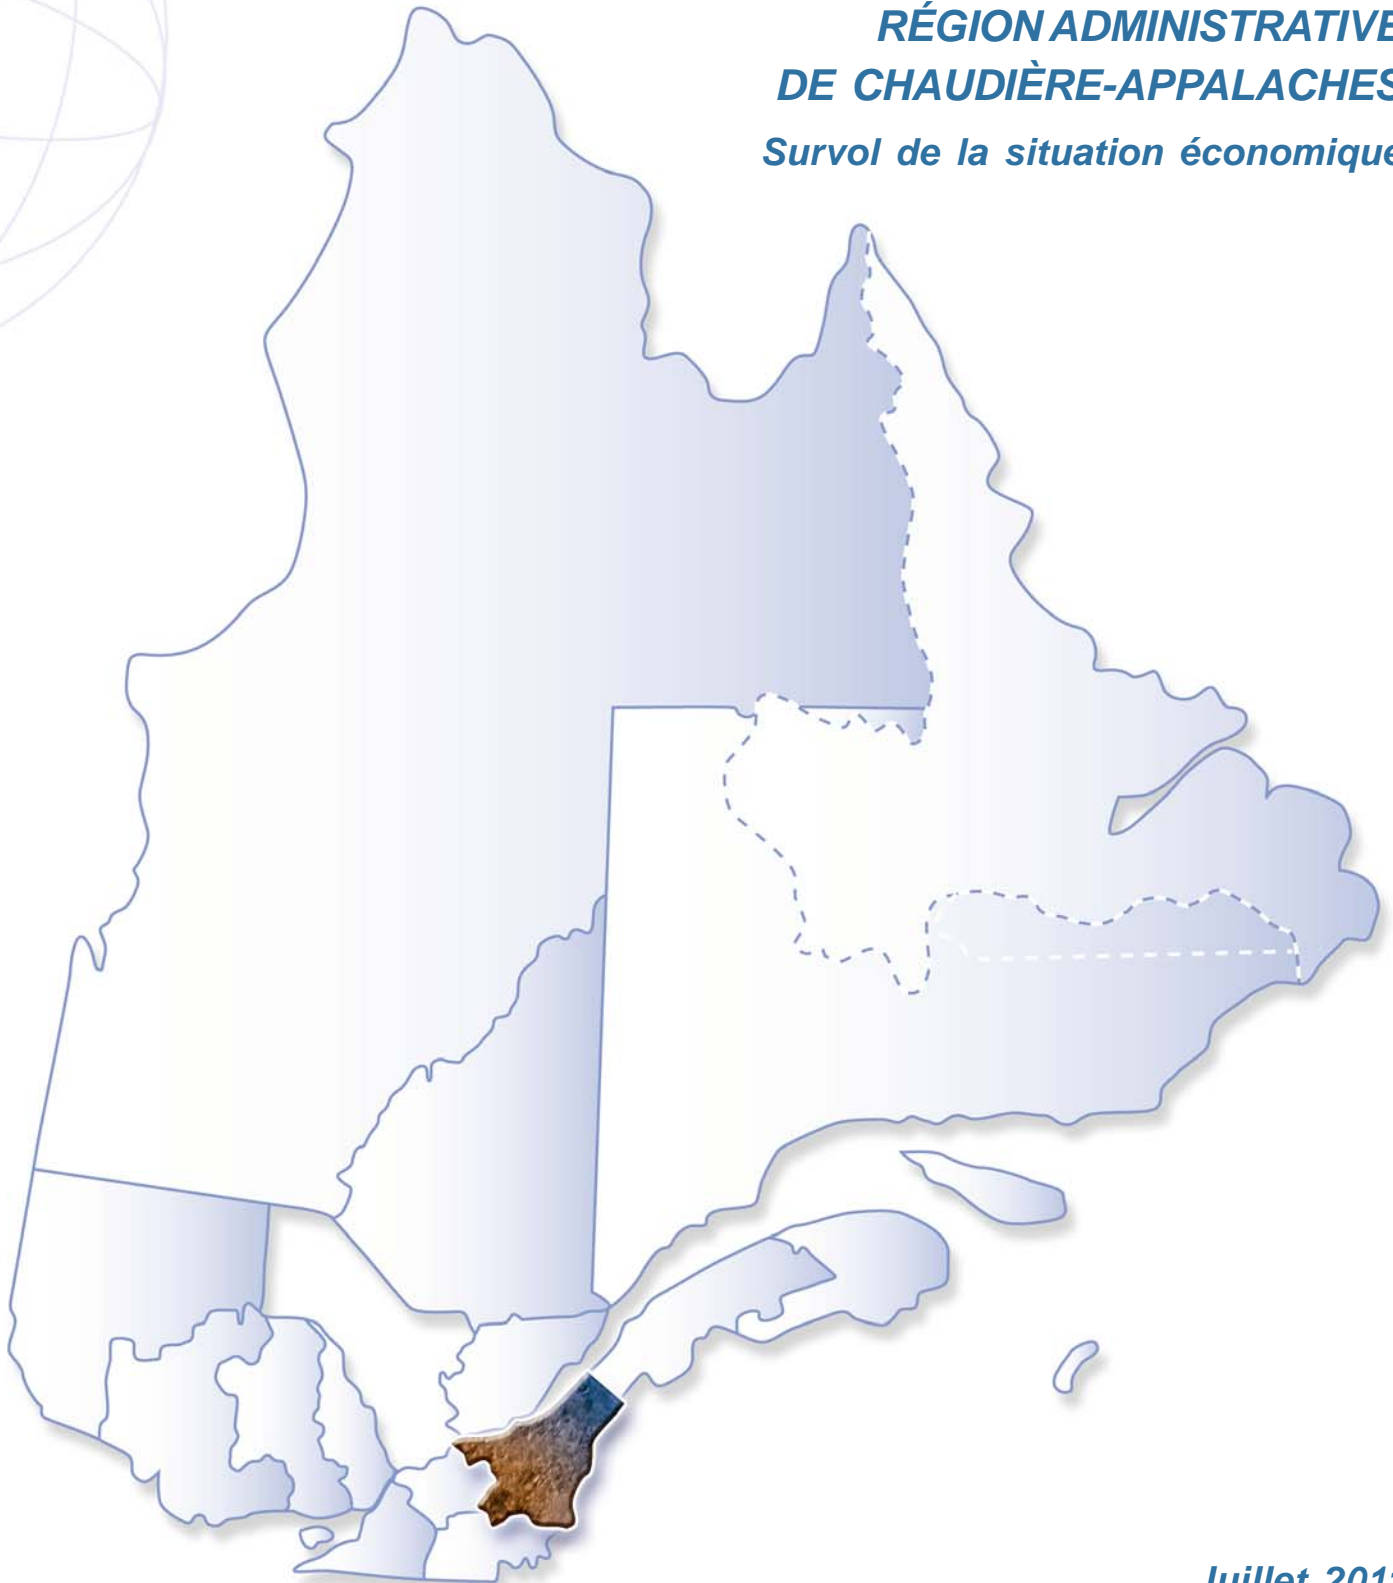 RÉGION ADMINISTRATIVE
DE CHAUDIÈRE-APPALACHES
Survol de la situation économique
Juillet